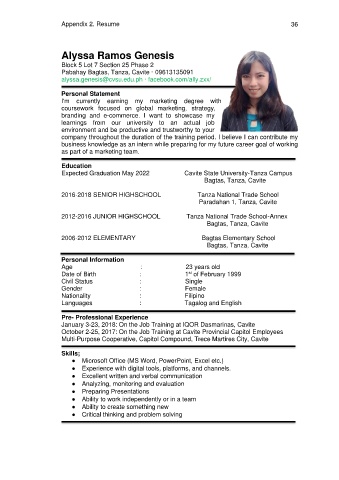 Appendix 2. Resume 36
Alyssa Ramos Genesis
Block 5 Lot 7 Section 25 Phase 2
Pabahay Bagtas, Tanza, Cavite · 09613135091
alyssa.genesis@cvsu.edu.ph · facebook.com/ally.zxx/
Personal Statement
I'm currently earning my marketing degree with
coursework focused on global marketing, strategy,
branding and e-commerce. I want to showcase my
learnings from our university to an actual job
environment and be productive and trustworthy to your
company throughout the duration of the training period. I believe I can contribute my
business knowledge as an intern while preparing for my future career goal of working
as part of a marketing team.
Education
Expected Graduation May 2022 Cavite State University-Tanza Campus
Bagtas, Tanza, Cavite
2016-2018 SENIOR HIGHSCHOOL Tanza National Trade School
Paradahan 1, Tanza, Cavite
2012-2016 JUNIOR HIGHSCHOOL Tanza National Trade School-Annex
Bagtas, Tanza, Cavite
2006-2012 ELEMENTARY Bagtas Elementary School
Bagtas, Tanza, Cavite
Personal Information
Age : 23 years old
Date of Birth : 1st of February 1999
Civil Status : Single
Gender : Female
Nationality : Filipino
Languages : Tagalog and English
Pre- Professional Experience
January 3-23, 2018: On the Job Training at IQOR Dasmarinas, Cavite
October 2-25, 2017: On the Job Training at Cavite Provincial Capitol Employees
Multi-Purpose Cooperative, Capitol Compound, Trece Martires City, Cavite
Skills;
● Microsoft Office (MS Word, PowerPoint, Excel etc.)
● Experience with digital tools, platforms, and channels.
● Excellent written and verbal communication
● Analyzing, monitoring and evaluation
● Preparing Presentations
● Ability to work independently or in a team
● Ability to create something new
● Critical thinking and problem solving